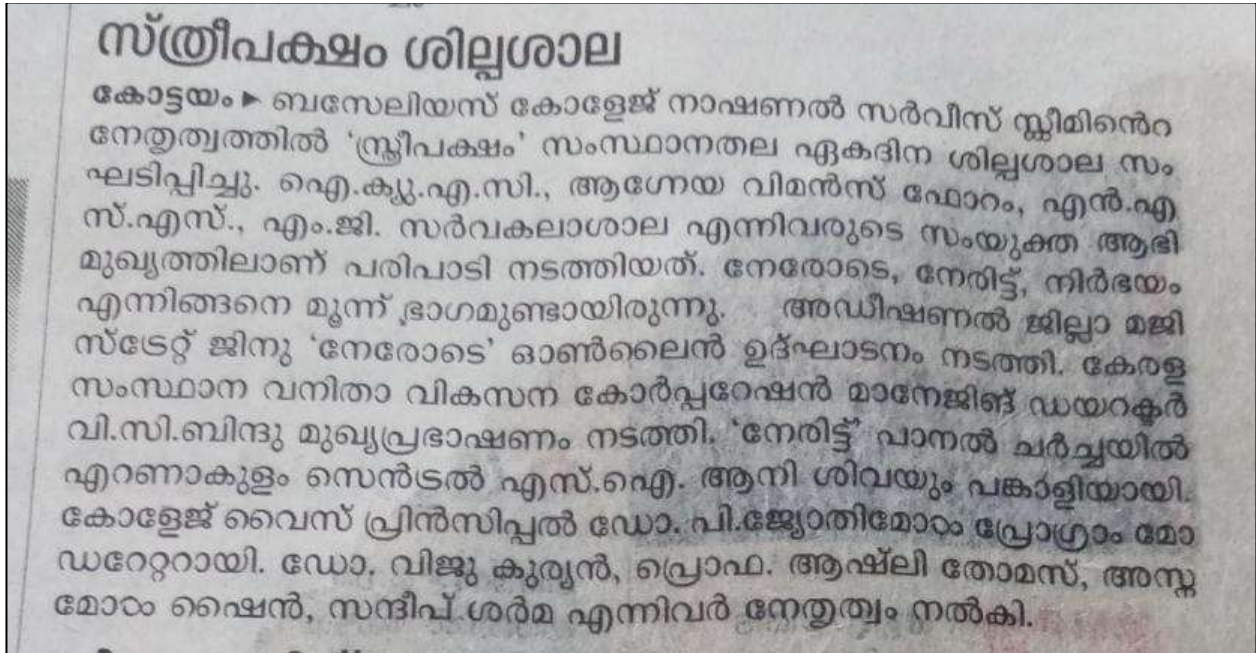 സ്ത്രീപക്ഷം ശില്പശാല
കോട്ടയം ▶ ബസേലിയസ് കോളേജ് നാഷണൽ സർവീസ് സ്കീമിന്റെ
നേതൃത്വത്തിൽ ‘സ്ത്രീപക്ഷം’ സംസ്ഥാനതല ഏകദിന ശില്പശാല സം
ഘടിപ്പിച്ചു. ഐ.ക്യു.എ.സി., ആഗ്നേയ വിമൻസ് ഫോറം, എൻ.എ
സ്.എസ്., എം.ജി. സർവകലാശാല എന്നിവരുടെ സംയുക്ത ആഭി
മുഖ്യത്തിലാണ് പരിപാടി നടത്തിയത്. നേരോടെ, നേരിട്ട്, നിർഭയം
എന്നിങ്ങനെ മൂന്ന് ഭാഗമുണ്ടായിരുന്നു. അഡീഷണൽ ജില്ലാ മജി
സ്ട്രേറ്റ് ജിനു ‘നേരോടെ’ ഓൺലൈൻ ഉദ്ഘാടനം നടത്തി. കേരള
സംസ്ഥാന വനിതാ വികസന കോർപ്പറേഷൻ മാനേജിങ് ഡയറക്ടർ
വി.സി.ബിന്ദു മുഖ്യപ്രഭാഷണം നടത്തി. ‘നേരിട്ട്’ പാനൽ ചർച്ചയിൽ
എറണാകുളം സെൻട്രൽ എസ്.ഐ. ആനി ശിവയും പങ്കാളിയായി.
കോളേജ് വൈസ് പ്രിൻസിപ്പൽ ഡോ. പി.ജ്യോതിമോൾ പ്രോഗ്രാം മോ
ഡറേറ്ററായി. ഡോ. വിജു കുര്യൻ, പ്രൊഫ. ആഷ്‌ലി തോമസ്, അസ്ന
മോൾ ഷൈൻ, സന്ദീപ് ശർമ എന്നിവർ നേതൃത്വം നൽകി.